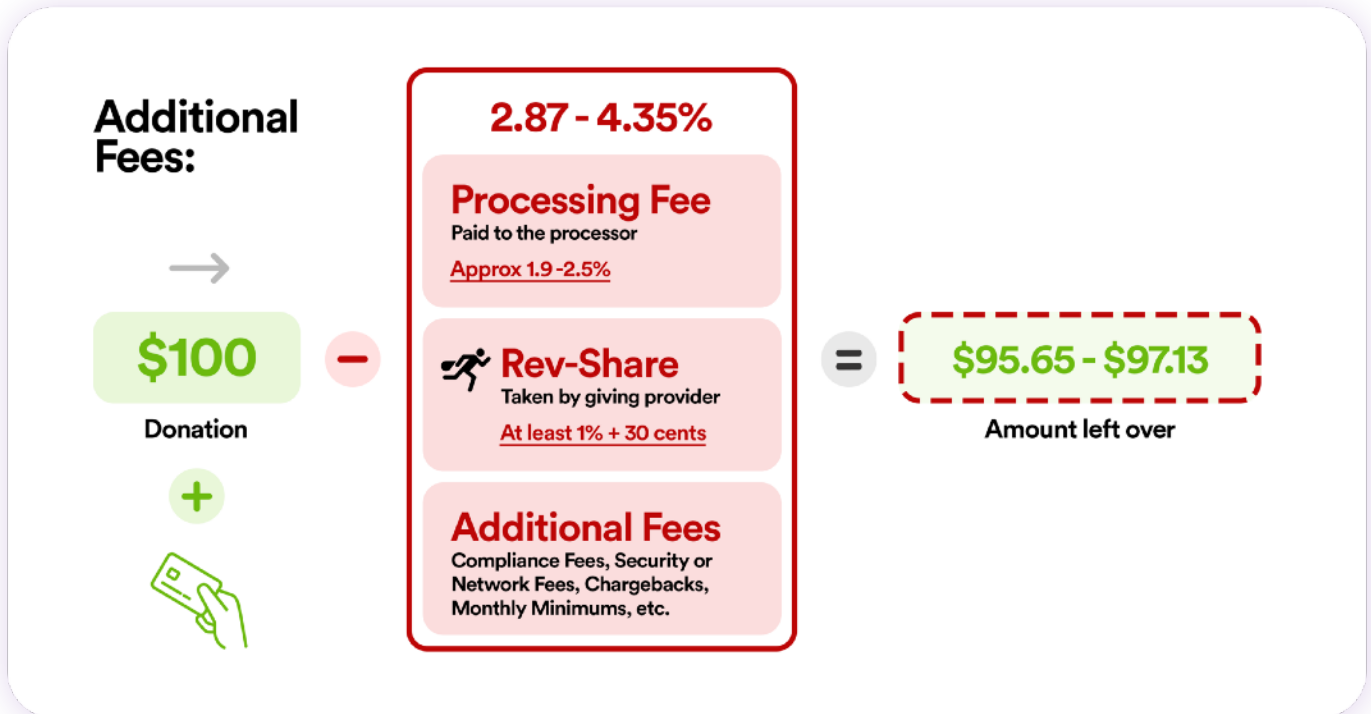 Additional
Fees:
$100
Donation
+
−
2.87 - 4.35%
Processing Fee
Paid to the processor
Approx 1.9 -2.5%
Rev-Share
Taken by giving provider
At least 1% + 30 cents
Additional Fees
Compliance Fees, Security or
Network Fees, Chargebacks,
Monthly Minimums, etc.
=
$95.65 - $97.13
Amount left over